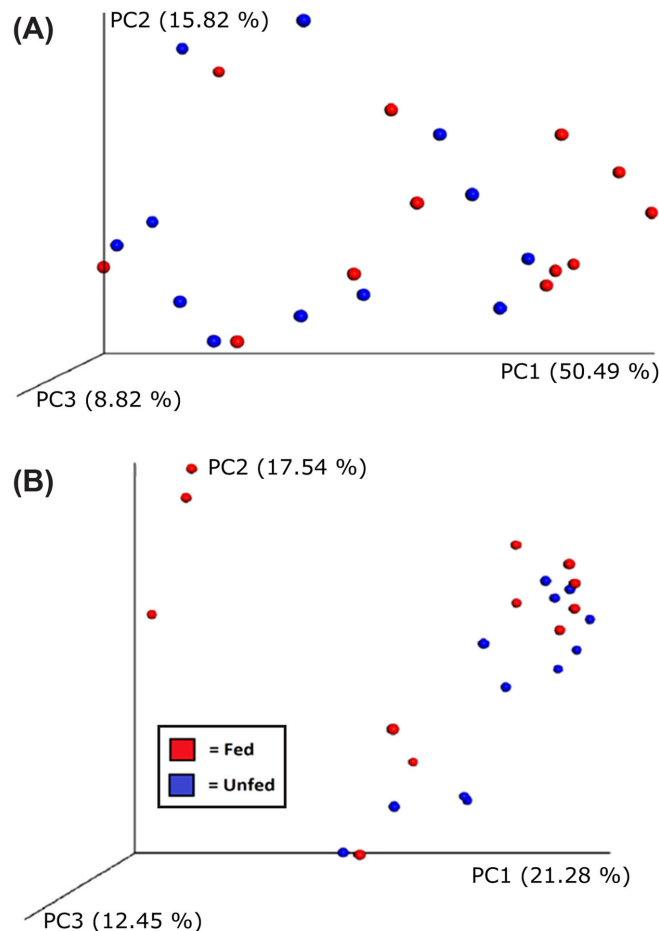 (A)
PC2 (15.82 %)
PC1 (50.49 %)
PC3 (8.82 %)
(B)
PC2 (17.54 %)
= Fed
= Unfed
PC1 (21.28 %)
PC3 (12.45 %)